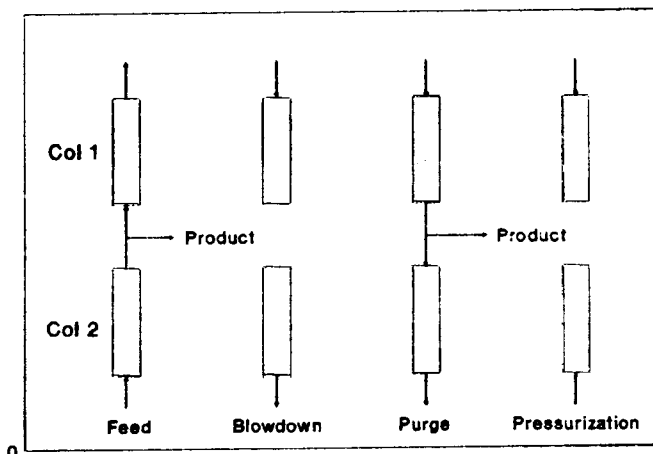 Col 1
Product
Product
Col 2
Feed
Blowdown
Purge
Pressurization
0